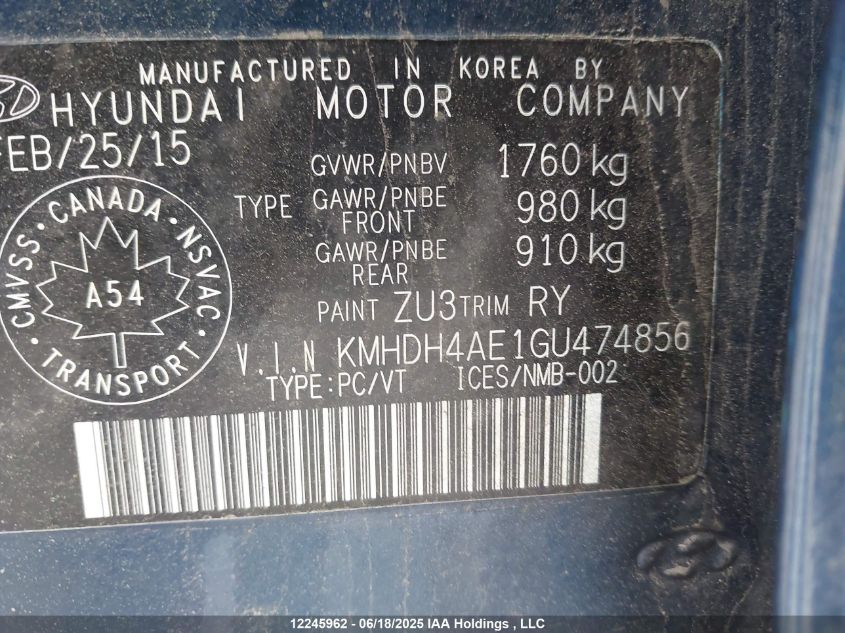 MANUFACTURED IN KOREA BY
HYUNDAI MOTOR COMPANY
FEB/25/15
GVWR/PNBV 1760 kg
TYPE GAWR/PNBE FRONT 980 kg
GAWR/PNBE REAR 910 kg
CMVSS · CANADA · NSVAC · TRANSPORT ·
A54
PAINT ZU3 TRIM RY
V.I.N KMHDH4AE1GU474856
TYPE:PC/VT ICES/NMB-002
12245962 - 06/18/2025 IAA Holdings , LLC